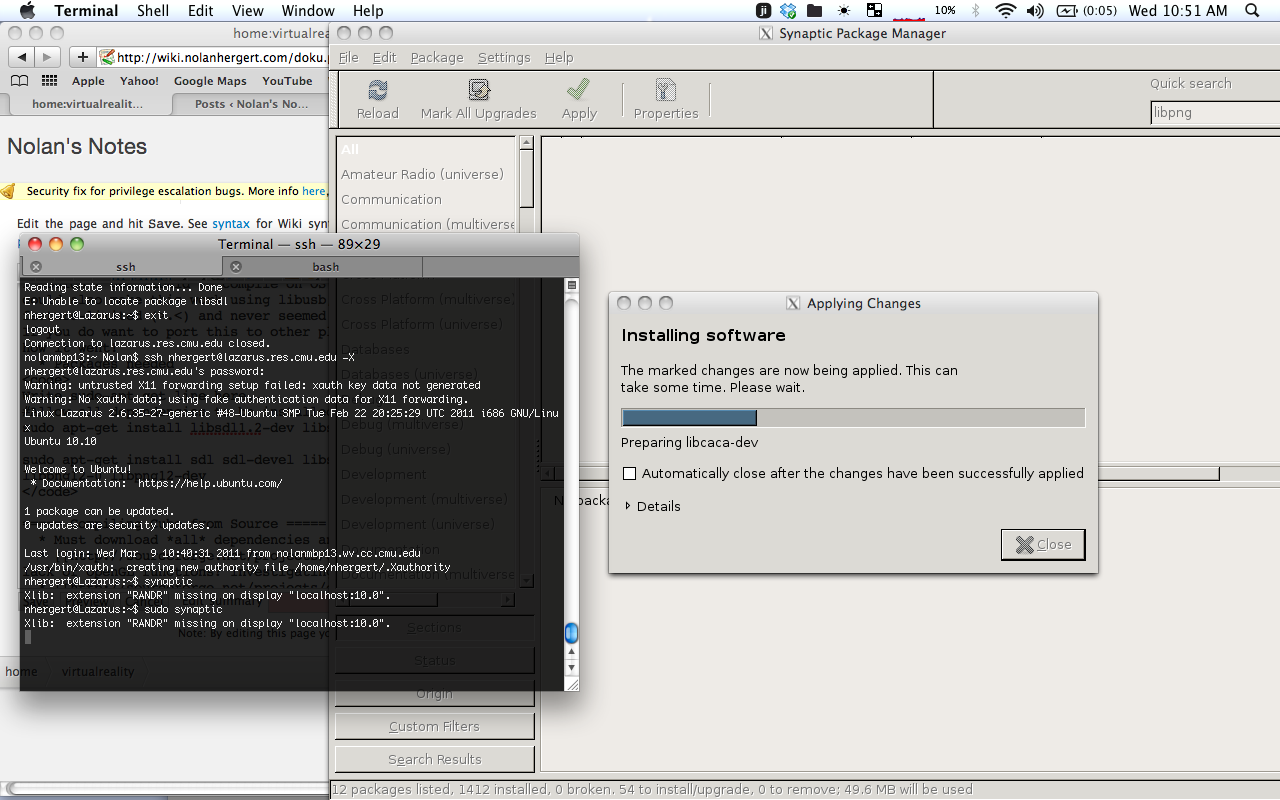 Terminal Shell Edit View Window Help
10% (0:05) Wed 10:51 AM
home:virtualreali
http://wiki.nolanhergert.com/doku.
Apple Yahoo! Google Maps YouTube
home:virtualrealit... Posts ‹ Nolan's No...
Nolan's Notes
Security fix for privilege escalation bugs. More info here,
Edit the page and hit Save. See syntax for Wiki syn
Synaptic Package Manager
File Edit Package Settings Help
Reload Mark All Upgrades Apply Properties
Quick search
libpng
All
Amateur Radio (universe)
Communication
Communication (multivers
Cross Platform (multiverse
Cross Platform (universe)
Databases
Debug (multiverse)
Debug (universe)
Development
Development (multiverse)
Development (universe)
Documentation (multiverse
Sections
Status
Origin
Custom Filters
Search Results
12 packages listed, 1412 installed, 0 broken. 54 to install/upgrade, 0 to remove; 49.6 MB will be used
Terminal — ssh — 89×29
ssh bash
Reading state information... Done
E: Unable to locate package libsdl
nhergert@Lazarus:~$ exit
logout
Connection to lazarus.res.cmu.edu closed.
nolanmbp13:~ Nolan$ ssh nhergert@lazarus.res.cmu.edu -X
nhergert@lazarus.res.cmu.edu's password:
Warning: untrusted X11 forwarding setup failed: xauth key data not generated
Warning: No xauth data; using fake authentication data for X11 forwarding.
Linux Lazarus 2.6.35-27-generic #48-Ubuntu SMP Tue Feb 22 20:25:29 UTC 2011 i686 GNU/Linu
x
Ubuntu 10.10
Welcome to Ubuntu!
* Documentation: https://help.ubuntu.com/
1 package can be updated.
0 updates are security updates.
Last login: Wed Mar 9 10:40:31 2011 from nolanmbp13.wv.cc.cmu.edu
/usr/bin/xauth: creating new authority file /home/nhergert/.Xauthority
nhergert@Lazarus:~$ synaptic
Xlib: extension "RANDR" missing on display "localhost:10.0".
nhergert@Lazarus:~$ sudo synaptic
Xlib: extension "RANDR" missing on display "localhost:10.0".
Note: By editing this page yo
home virtualreality
Applying Changes
Installing software
The marked changes are now being applied. This can
take some time. Please wait.
Preparing libcaca-dev
Automatically close after the changes have been successfully applied
Details
Close